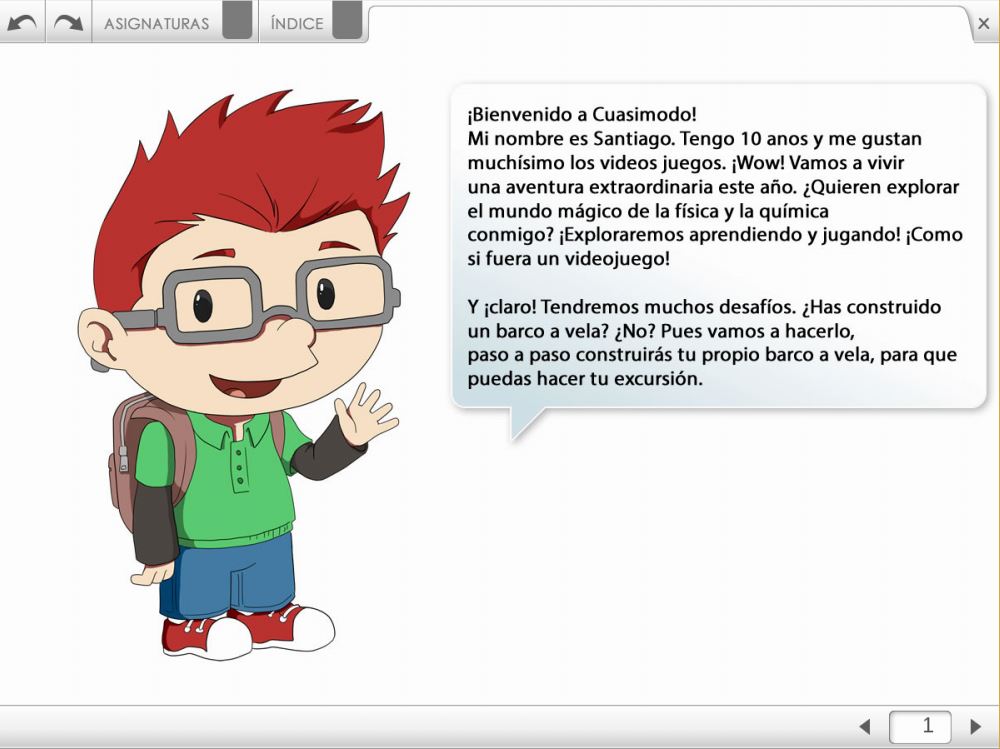 ASIGNATURAS
ÍNDICE
¡Bienvenido a Cuasimodo!
Mi nombre es Santiago. Tengo 10 anos y me gustan
muchísimo los videos juegos. ¡Wow! Vamos a vivir
una aventura extraordinaria este año. ¿Quieren explorar
el mundo mágico de la física y la química
conmigo? ¡Exploraremos aprendiendo y jugando! ¡Como
si fuera un videojuego!
Y ¡claro! Tendremos muchos desafíos. ¿Has construido
un barco a vela? ¿No? Pues vamos a hacerlo,
paso a paso construirás tu propio barco a vela, para que
puedas hacer tu excursión.
1